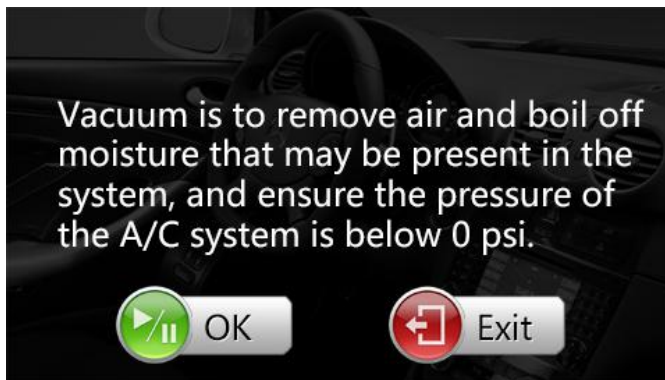 Vacuum is to remove air and boil off
moisture that may be present in the
system, and ensure the pressure of
the A/C system is below 0 psi.
OK
Exit